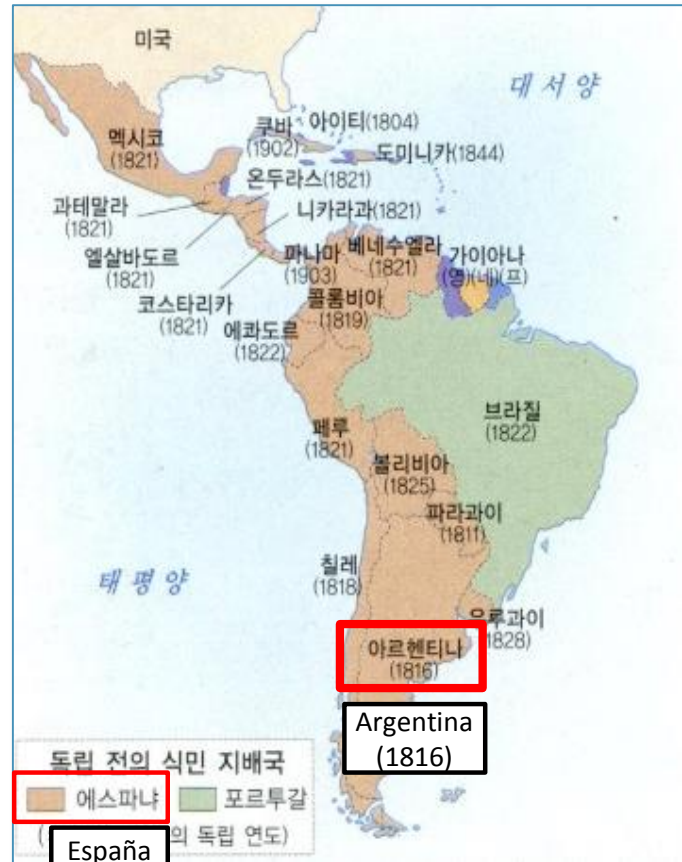 미국
대서양
멕시코
(1821)
쿠바
(1902)
아이티(1804)
도미니카(1844)
온두라스(1821)
과테말라
(1821)
니카라과(1821)
엘살바도르
(1821)
파나마
(1903)
베네수엘라
(1821)
가이아나
(영)(네)(프)
코스타리카
(1821)
콜롬비아
(1819)
에콰도르
(1822)
브라질
(1822)
페루
(1821)
볼리비아
(1825)
파라과이
(1811)
칠레
(1818)
태평양
우루과이
(1828)
아르헨티나
(1816)
Argentina
(1816)
독립 전의 식민 지배국
에스파냐 포르투갈
의 독립 연도)
España